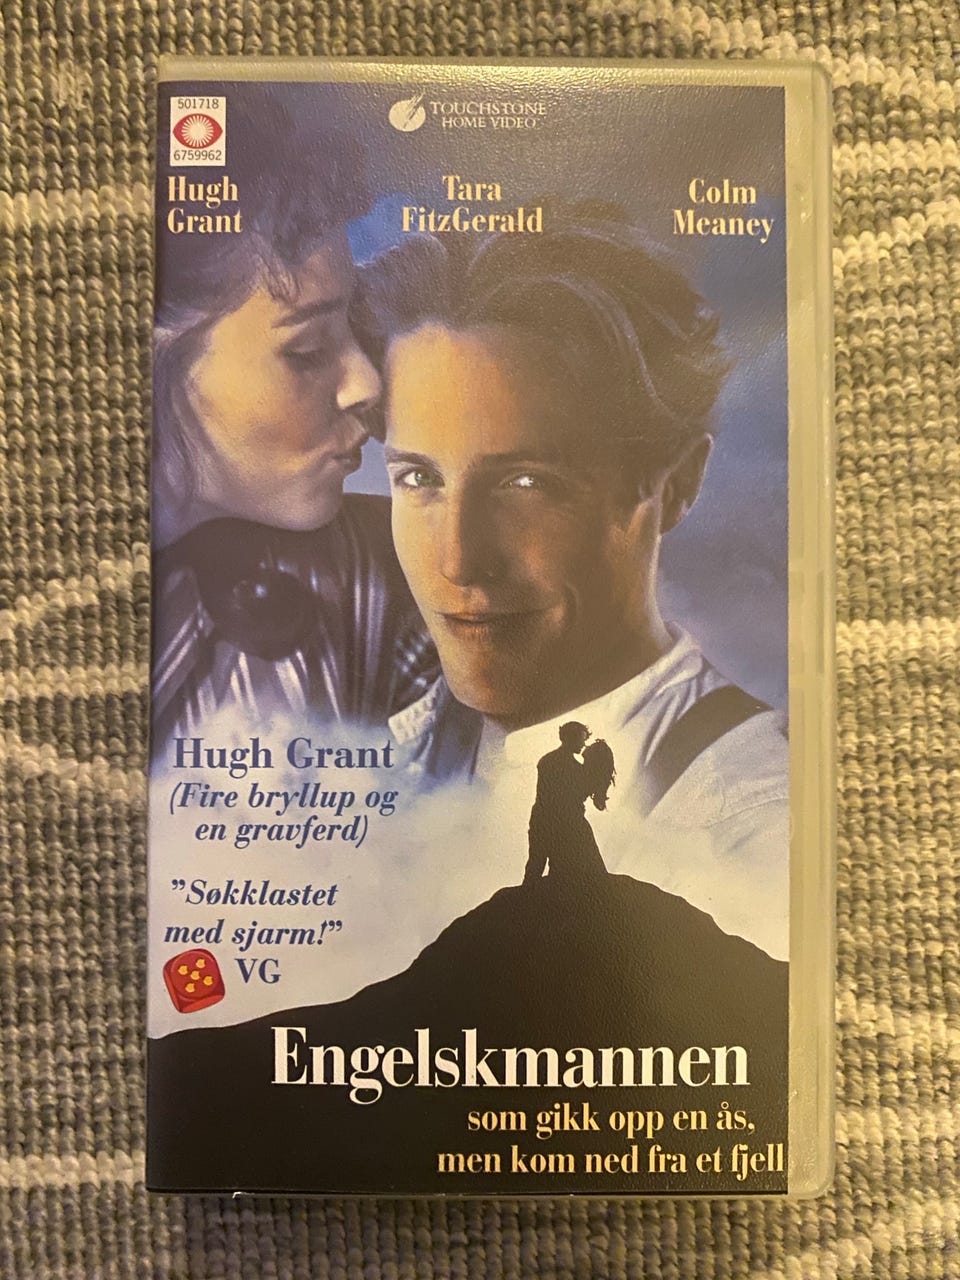 501718
6759962
TOUCHSTONE
HOME VIDEO
Hugh
Grant
Tara
FitzGerald
Colm
Meaney
Hugh Grant
(Fire bryllup og
en gravferd)
"Søkklastet
med sjarm!"
VG
Engelskmannen
som gikk opp en ås,
men kom ned fra et fjell